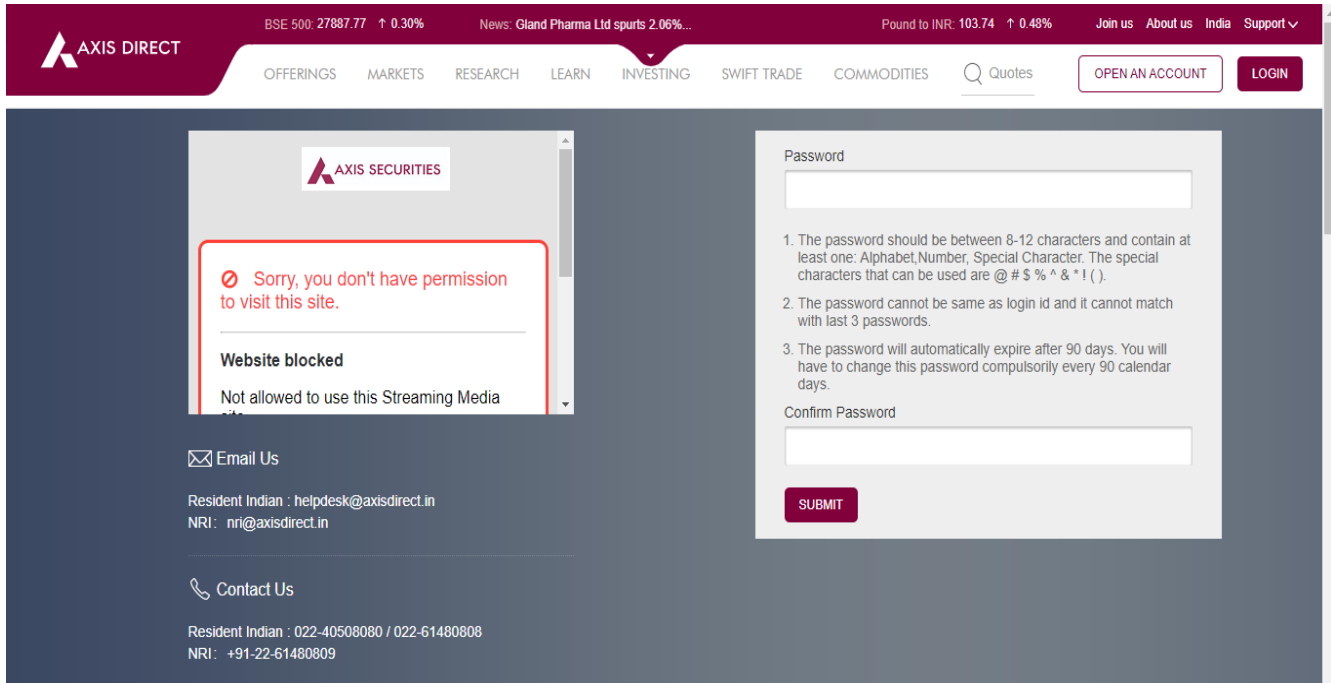 BSE 500: 27887.77 ↑ 0.30% News: Gland Pharma Ltd spurts 2.06%... Pound to INR: 103.74 ↑ 0.48% Join us About us India Support
AXIS DIRECT
OFFERINGS MARKETS RESEARCH LEARN INVESTING SWIFT TRADE COMMODITIES Quotes OPEN AN ACCOUNT LOGIN
AXIS SECURITIES
Sorry, you don't have permission
to visit this site.
Website blocked
Not allowed to use this Streaming Media
Email Us
Resident Indian : helpdesk@axisdirect.in
NRI: nri@axisdirect.in
Contact Us
Resident Indian : 022-40508080 / 022-61480808
NRI: +91-22-61480809
Password
1. The password should be between 8-12 characters and contain at
least one: Alphabet,Number, Special Character. The special
characters that can be used are @ # $ % ^ & * ! ( ).
2. The password cannot be same as login id and it cannot match
with last 3 passwords.
3. The password will automatically expire after 90 days. You will
have to change this password compulsorily every 90 calendar
days.
Confirm Password
SUBMIT